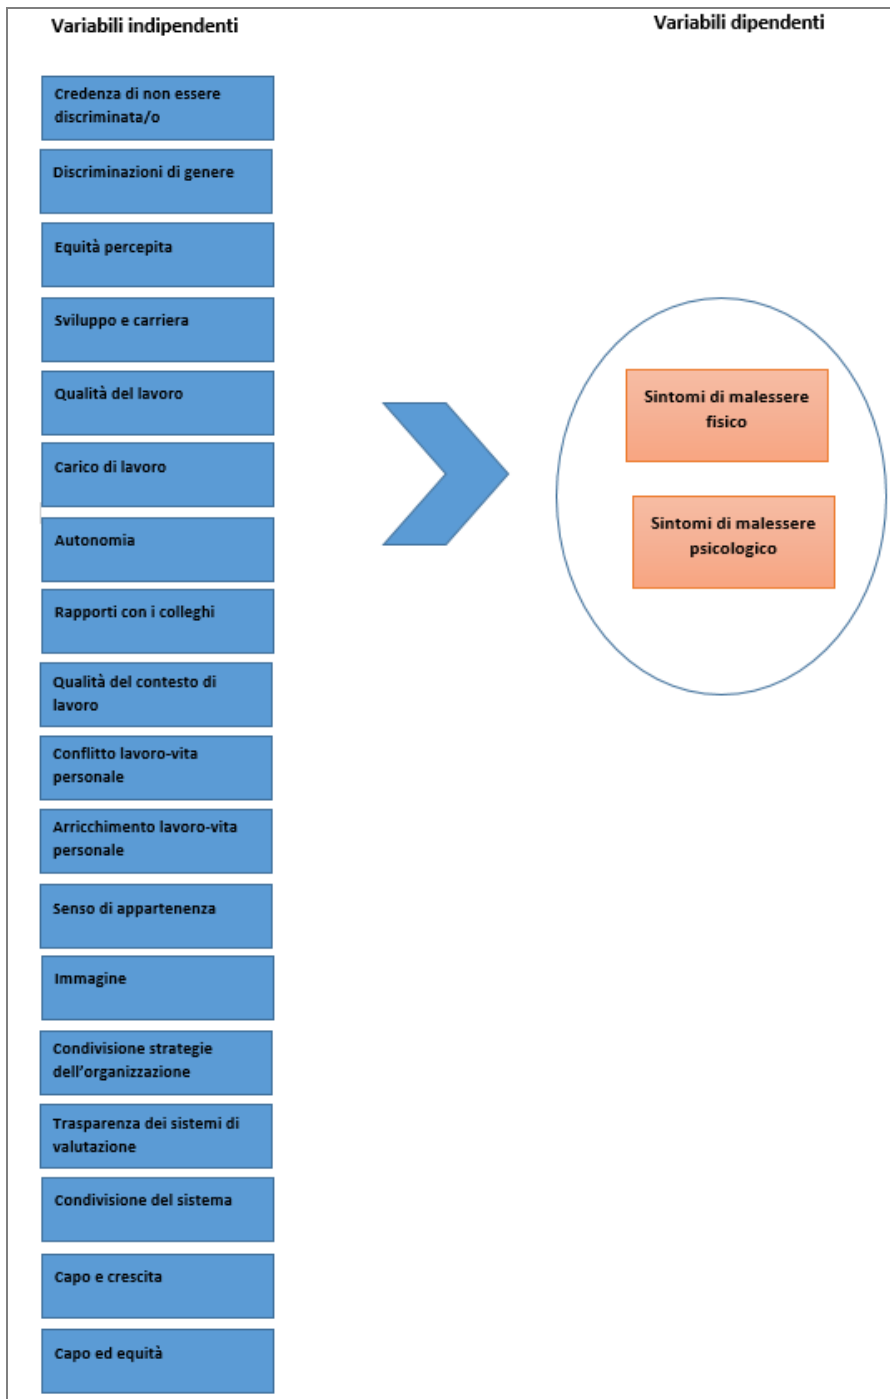 Variabili indipendenti
Variabili dipendenti
Credenza di non essere
discriminata/o
Discriminazioni di genere
Equità percepita
Sviluppo e carriera
Qualità del lavoro
Carico di lavoro
Autonomia
Rapporti con i colleghi
Qualità del contesto di
lavoro
Conflitto lavoro-vita
personale
Arricchimento lavoro-vita
personale
Senso di appartenenza
Immagine
Condivisione strategie
dell'organizzazione
Trasparenza dei sistemi di
valutazione
Condivisione del sistema
Capo e crescita
Capo ed equità
Sintomi di malessere
fisico
Sintomi di malessere
psicologico